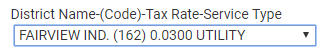 District Name-(Code)-Tax Rate-Service Type
FAIRVIEW IND. (162) 0.0300 UTILITY